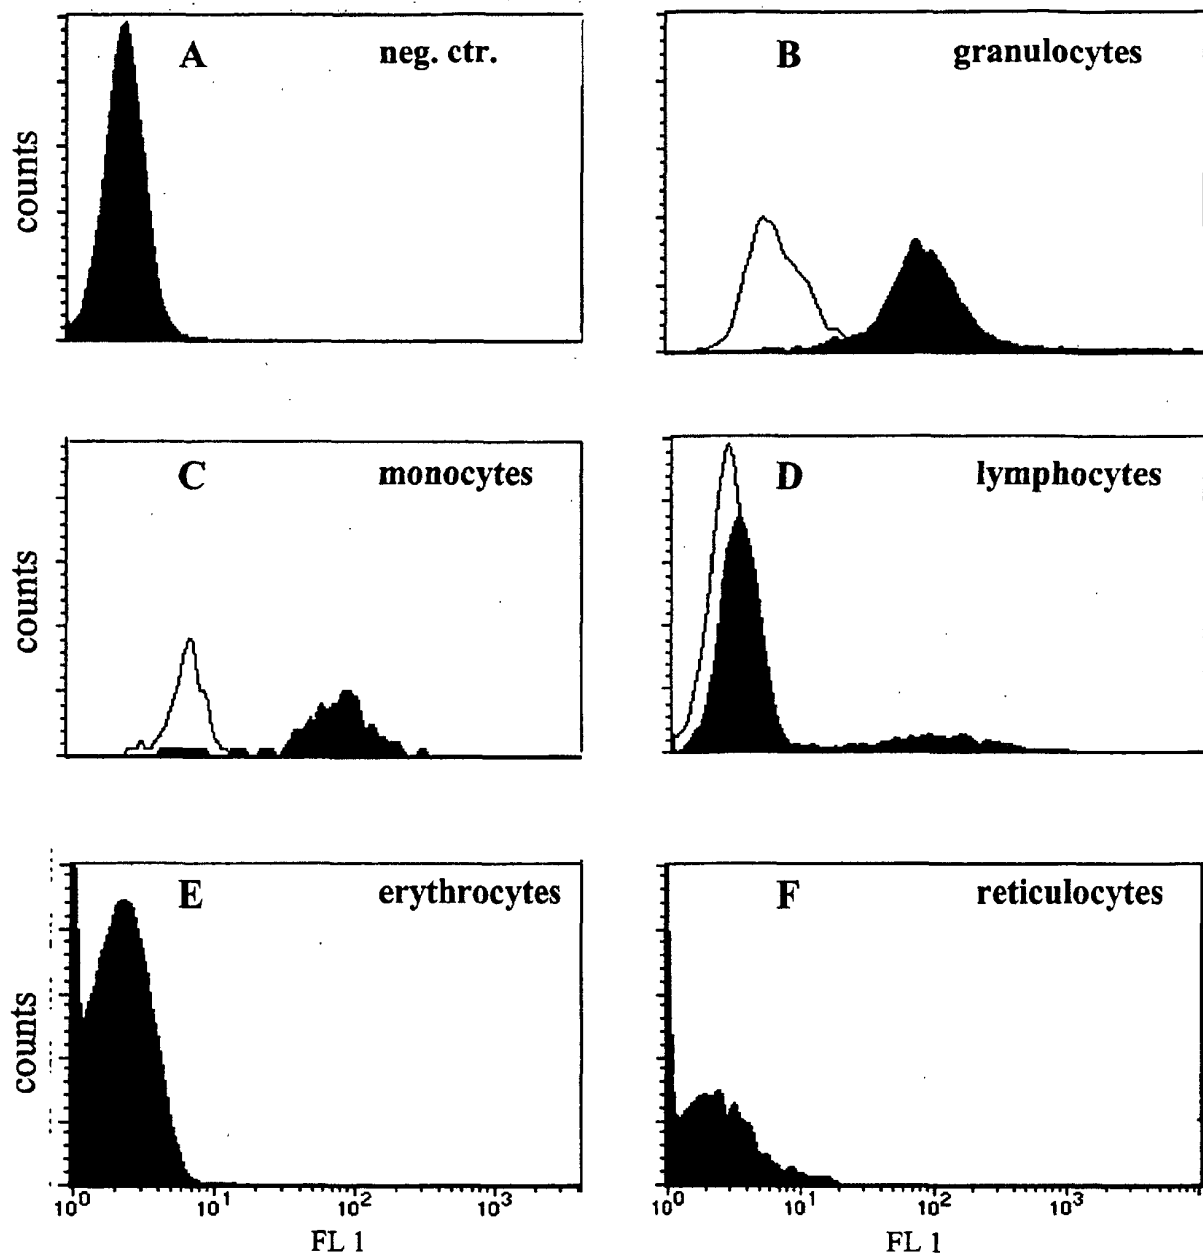 A neg. ctr.
B granulocytes
counts
C monocytes
D lymphocytes
counts
E erythrocytes
F reticulocytes
counts
10⁰ 10¹ 10² 10³
10⁰ 10¹ 10² 10³
FL 1
FL 1